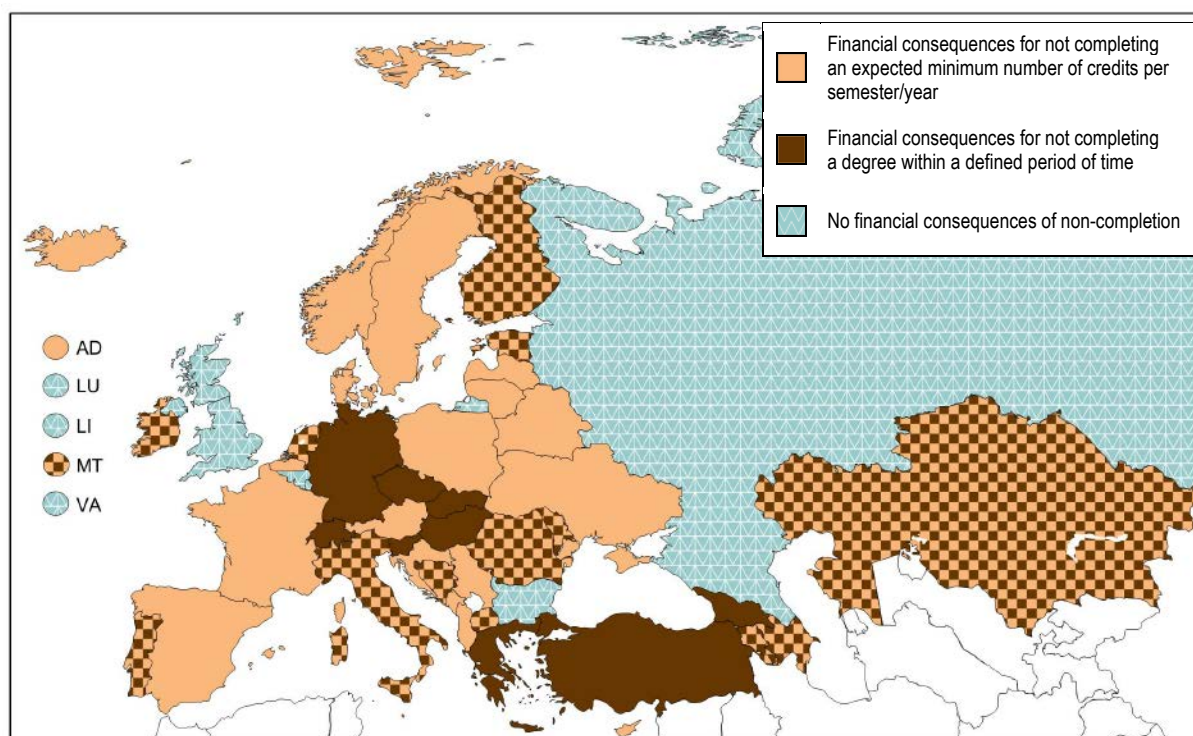 Financial consequences for not completing
an expected minimum number of credits per
semester/year
Financial consequences for not completing
a degree within a defined period of time
No financial consequences of non-completion
AD
LU
LI
MT
VA